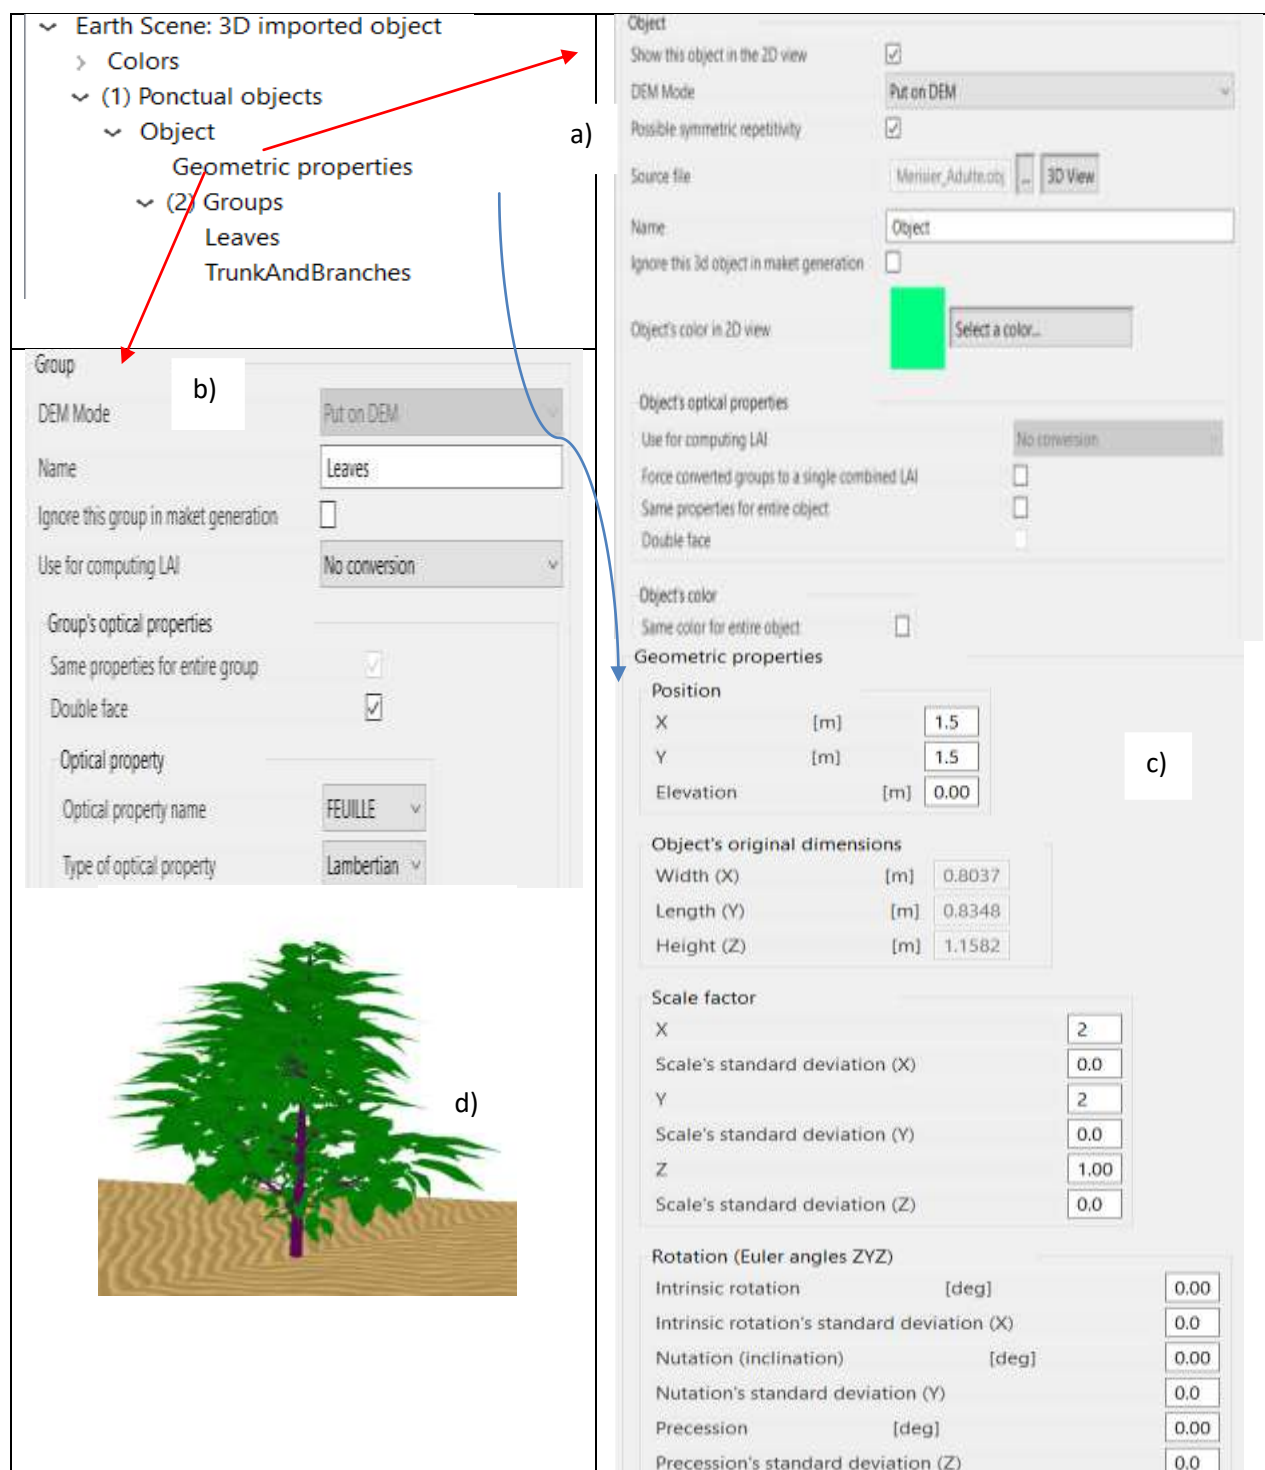 Earth Scene: 3D imported object
Colors
(1) Ponctual objects
Object
Geometric properties
(2) Groups
Leaves
TrunkAndBranches
a)
Object
Show this object in the 2D view
DEM Mode Put on DEM
Possible symmetric repetitivity
Source file Merisier_Adulte.obj ... 3D View
Name Object
Ignore this 3d object in maket generation
Object's color in 2D view Select a color...
Object's optical properties
Use for computing LAI No conversion
Force converted groups to a single combined LAI
Same properties for entire object
Double face
Object's color
Same color for entire object
b)
Group
DEM Mode Put on DEM
Name Leaves
Ignore this group in maket generation
Use for computing LAI No conversion
Group's optical properties
Same properties for entire group
Double face
Optical property
Optical property name FEUILLE
Type of optical property Lambertian
c)
Geometric properties
Position
X [m] 1.5
Y [m] 1.5
Elevation [m] 0.00
Object's original dimensions
Width (X) [m] 0.8037
Length (Y) [m] 0.8348
Height (Z) [m] 1.1582
Scale factor
X 2
Scale's standard deviation (X) 0.0
Y 2
Scale's standard deviation (Y) 0.0
Z 1.00
Scale's standard deviation (Z) 0.0
Rotation (Euler angles ZYZ)
Intrinsic rotation [deg] 0.00
Intrinsic rotation's standard deviation (X) 0.0
Nutation (inclination) [deg] 0.00
Nutation's standard deviation (Y) 0.0
Precession [deg] 0.00
Precession's standard deviation (Z) 0.0
d)